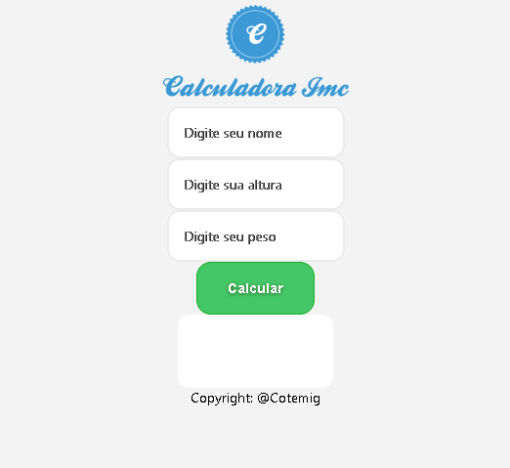 C
Calculadora Imc
Digite seu nome
Digite sua altura
Digite seu peso
Calcular
Copyright: @Cotemig